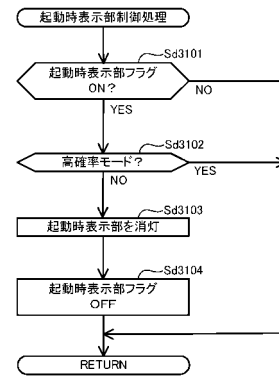 起動時表示部制御処理
Sd3101
起動時表示部フラグ
ON?
NO
YES
Sd3102
高確率モード?
YES
NO
Sd3103
起動時表示部を消灯
Sd3104
起動時表示部フラグ
OFF
RETURN